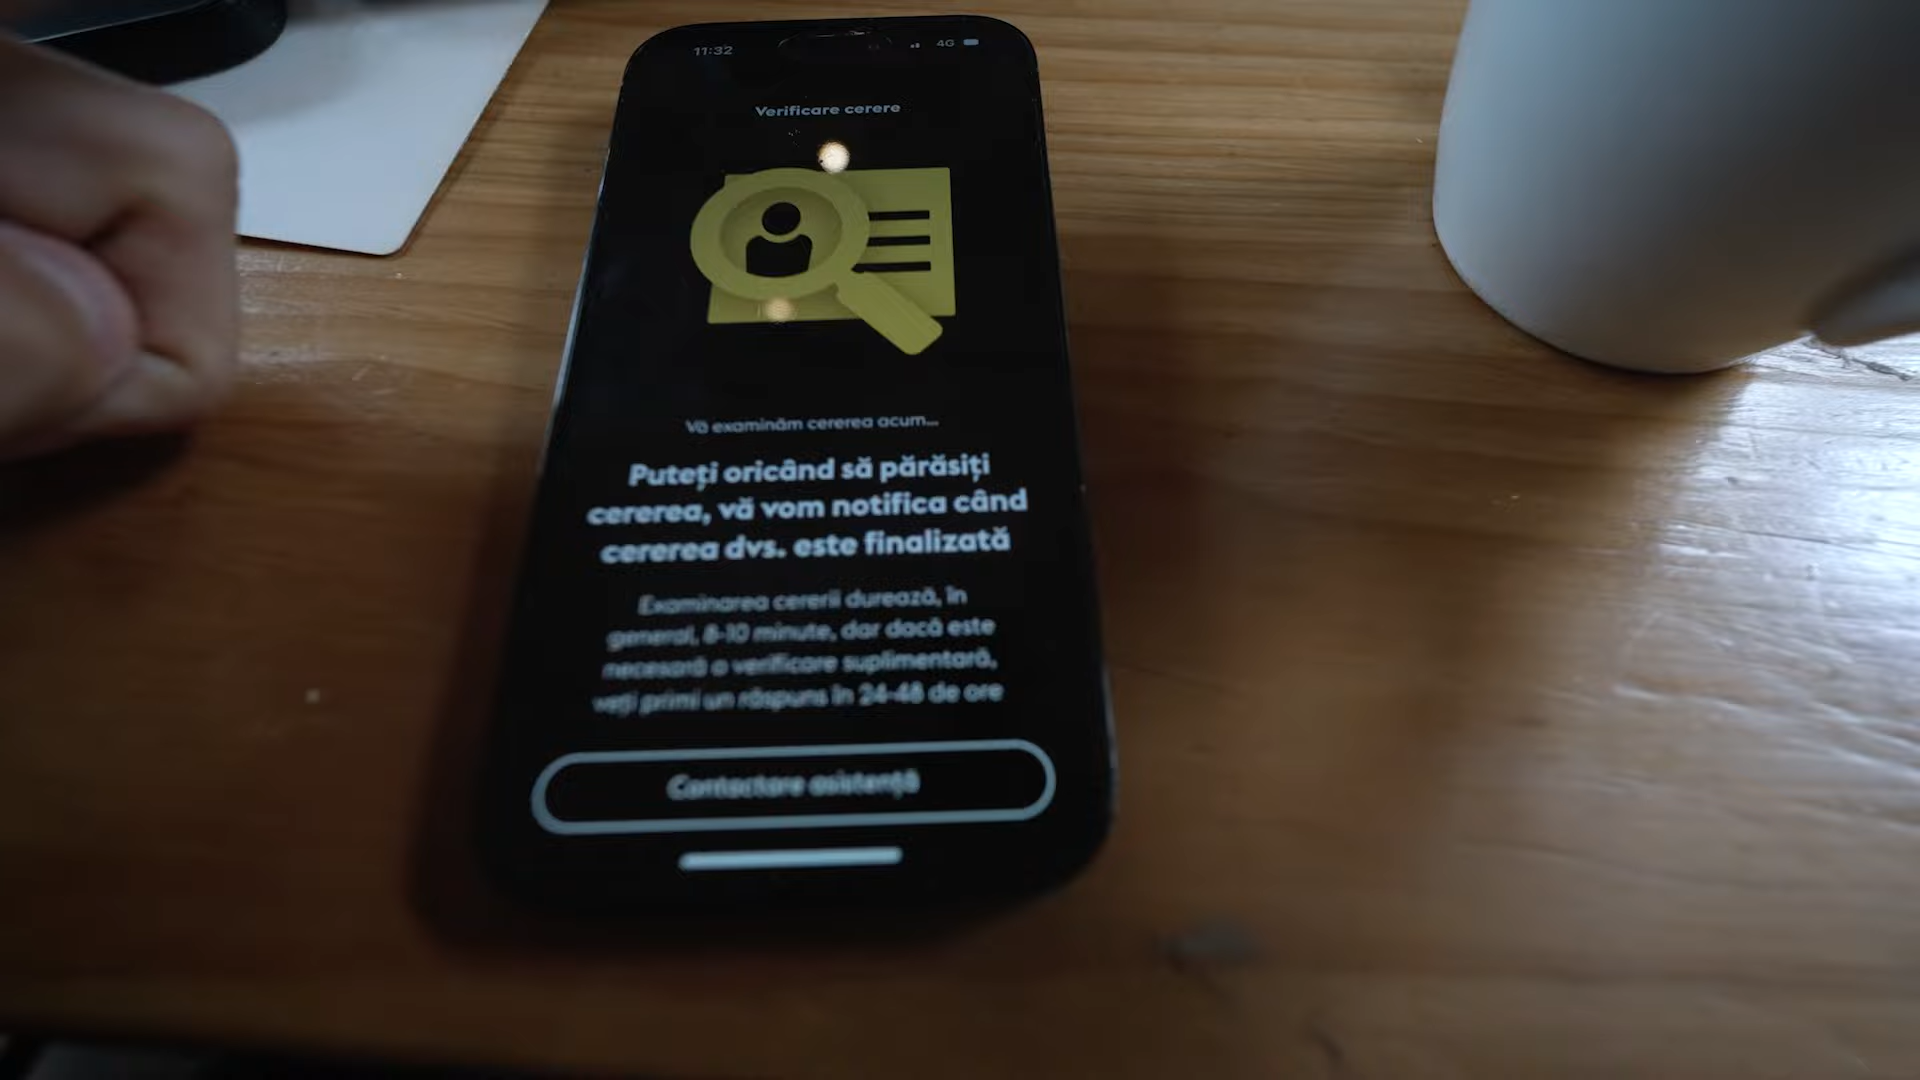 11:32
4G
Verificare cerere
Vă examinăm cererea acum...
Puteți oricând să părăsiți
cererea, vă vom notifica când
cererea dvs. este finalizată
Examinarea cererii durează, în
general, 8-10 minute, dar dacă este
necesară o verificare suplimentară,
veți primi un răspuns în 24-48 de ore
Contactare asistență